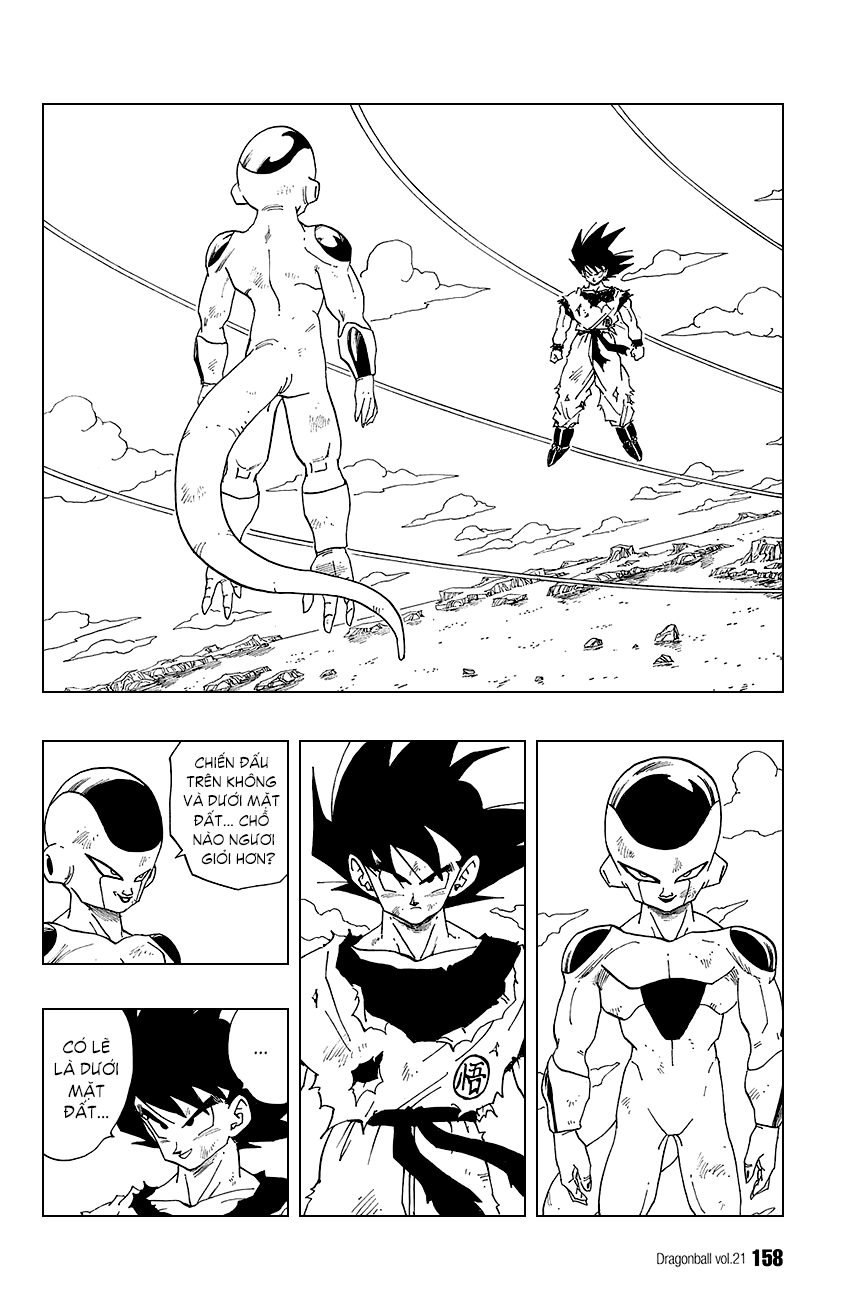 CHIẾN ĐẤU
TRÊN KHÔNG
VÀ DƯỚI MẶT
ĐẤT... CHỖ
NÀO NGƯƠI
GIỎI HƠN?
悟
...
CÓ LẼ
LÀ DƯỚI
MẶT
ĐẤT...
Dragonball vol.21 158